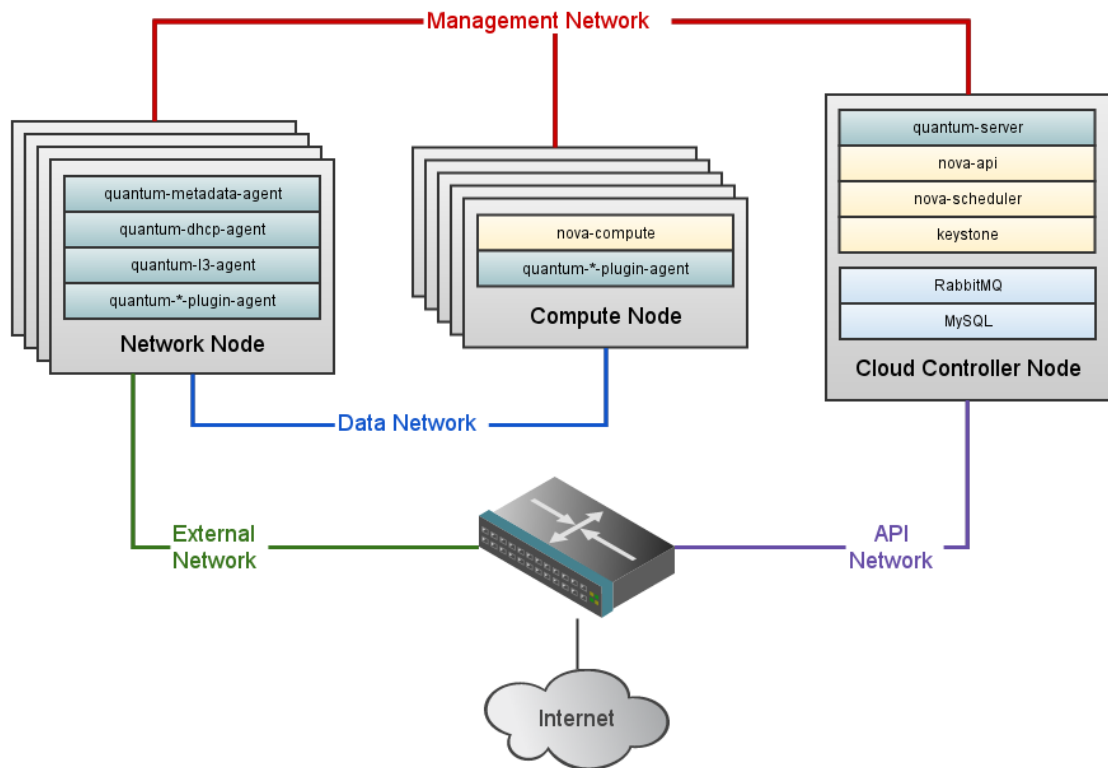 Management Network
quantum-metadata-agent
quantum-dhcp-agent
quantum-l3-agent
quantum-*-plugin-agent
Network Node
nova-compute
quantum-*-plugin-agent
Compute Node
quantum-server
nova-api
nova-scheduler
keystone
RabbitMQ
MySQL
Cloud Controller Node
Data Network
External
Network
API
Network
Internet